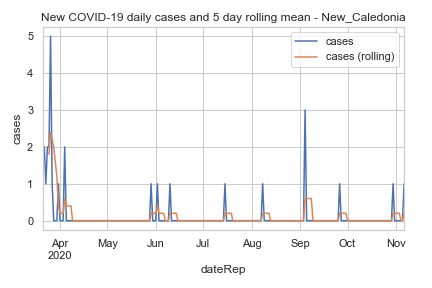 New COVID-19 daily cases and 5 day rolling mean - New_Caledonia
cases
cases (rolling)
cases
5
4
3
2
1
0
Apr May Jun Jul Aug Sep Oct Nov
2020
dateRep